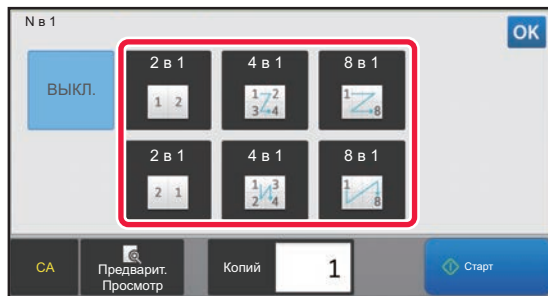 N в 1
OK
ВЫКЛ.
2 в 1
4 в 1
8 в 1
1 2
1 2
3 4
1
8
2 в 1
4 в 1
8 в 1
2 1
1 3
2 4
1
8
CA
Предварит.
Просмотр
Копий
1
Старт